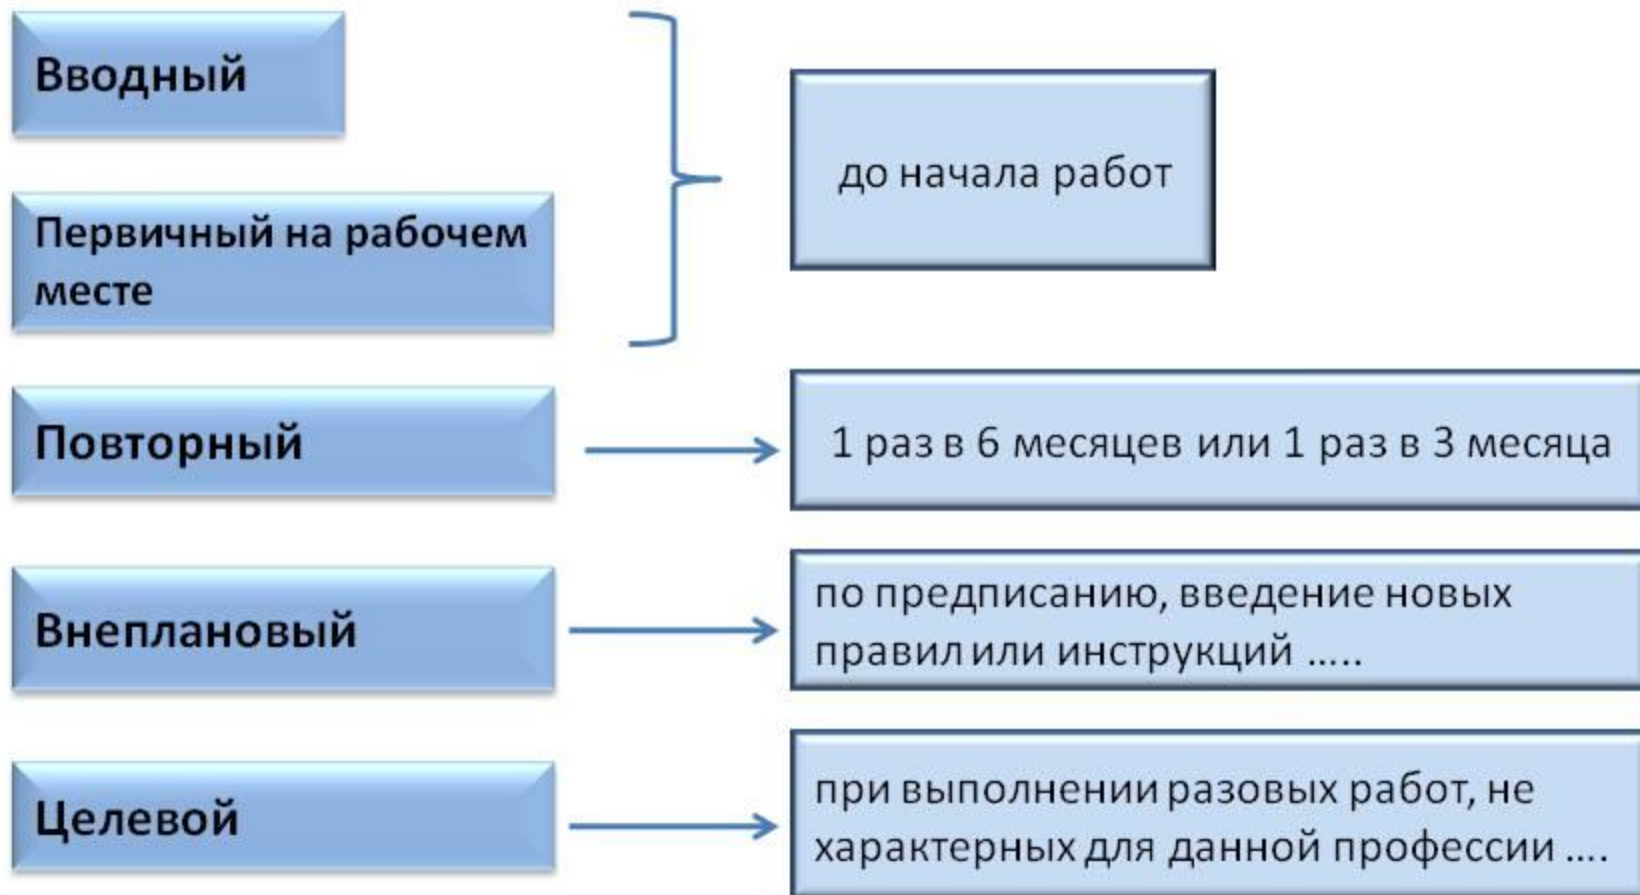 Вводный
до начала работ
Первичный на рабочем
месте
Повторный
1 раз в 6 месяцев или 1 раз в 3 месяца
Внеплановый
по предписанию, введение новых
правил или инструкций .....
Целевой
при выполнении разовых работ, не
характерных для данной профессии ....